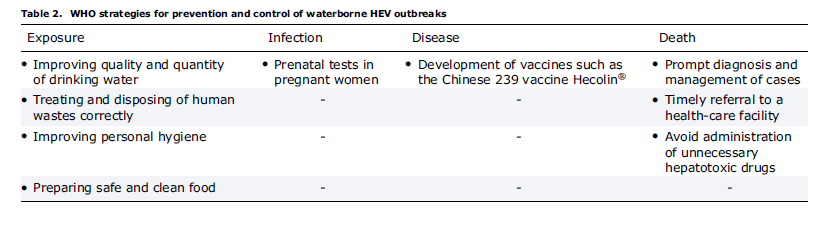 Table 2. WHO strategies for prevention and control of waterborne HEV outbreaks
Exposure Infection Disease Death
• Improving quality and quantity • Prenatal tests in • Development of vaccines such as • Prompt diagnosis and
of drinking water pregnant women the Chinese 239 vaccine Hecolin® management of cases
• Treating and disposing of human - - • Timely referral to a
wastes correctly health-care facility
• Improving personal hygiene - - • Avoid administration
of unnecessary
hepatotoxic drugs
• Preparing safe and clean food - - -